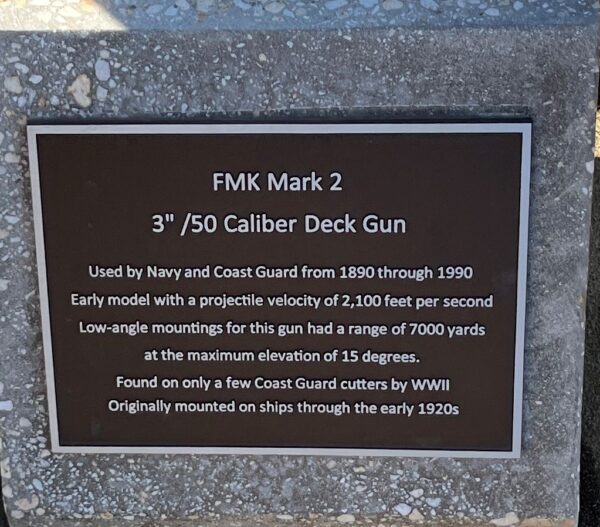 FMK Mark 2
3" /50 Caliber Deck Gun
Used by Navy and Coast Guard from 1890 through 1990
Early model with a projectile velocity of 2,100 feet per second
Low-angle mountings for this gun had a range of 7000 yards
at the maximum elevation of 15 degrees.
Found on only a few Coast Guard cutters by WWII
Originally mounted on ships through the early 1920s